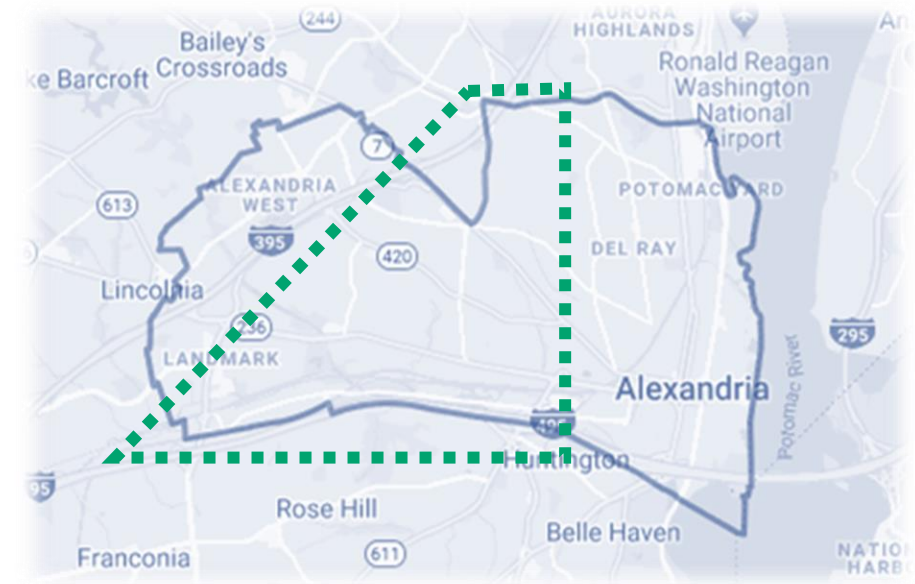 244
AURORA
HIGHLANDS
An
Bailey's
Crossroads
ke Barcroft
Ronald Reagan
Washington
National
Airport
7
ALEXANDRIA
WEST
POTOMAC YARD
613
395
420
DEL RAY
Lincolnia
236
LANDMARK
295
Alexandria
Potomac River
495
Huntington
95
Rose Hill
Belle Haven
Franconia
611
NATIO
HARB